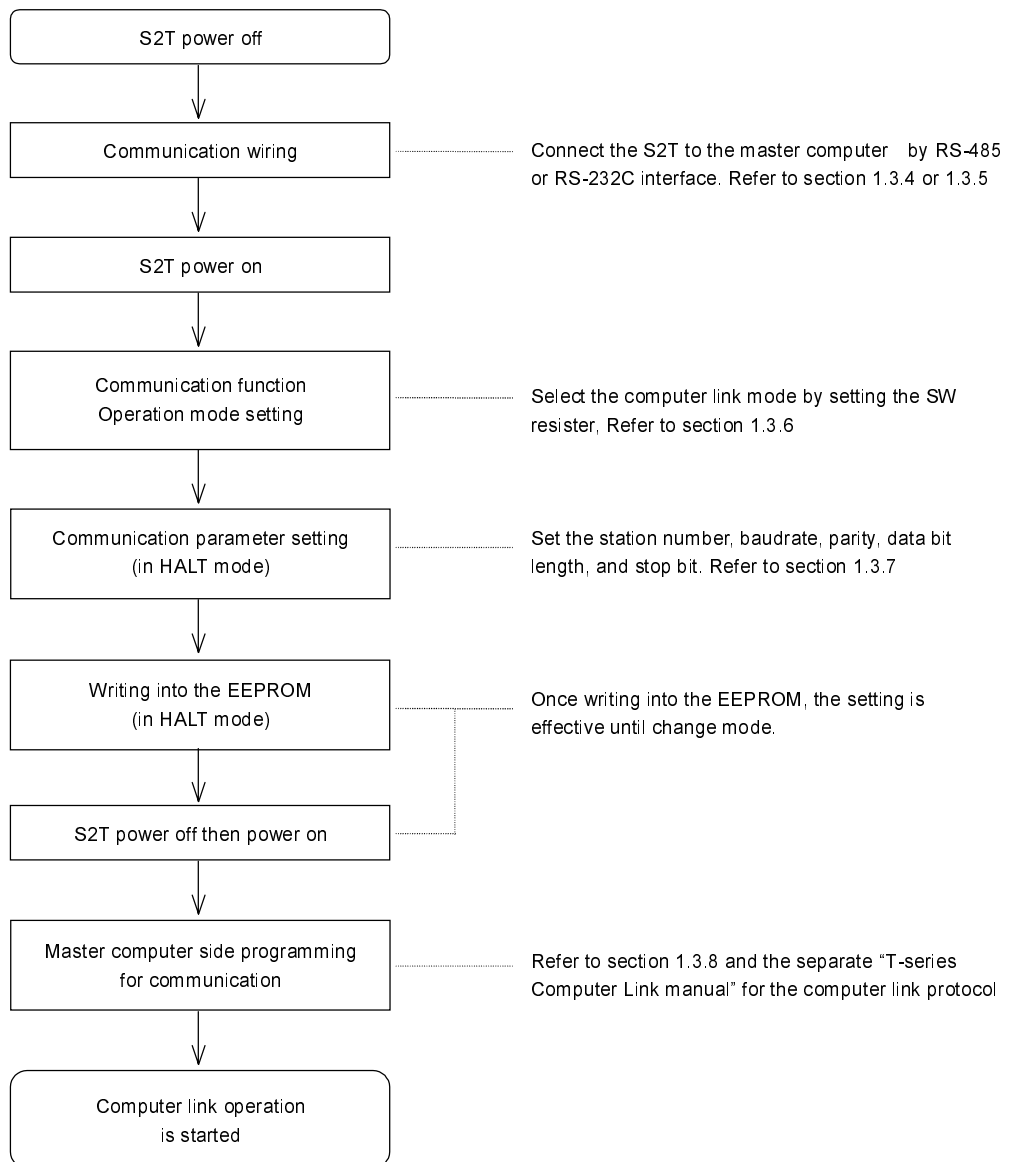 S2T power off
Communication wiring
Connect the S2T to the master computer by RS-485
or RS-232C interface. Refer to section 1.3.4 or 1.3.5
S2T power on
Communication function
Operation mode setting
Select the computer link mode by setting the SW
resister, Refer to section 1.3.6
Communication parameter setting
(in HALT mode)
Set the station number, baudrate, parity, data bit
length, and stop bit. Refer to section 1.3.7
Writing into the EEPROM
(in HALT mode)
Once writing into the EEPROM, the setting is
effective until change mode.
S2T power off then power on
Master computer side programming
for communication
Refer to section 1.3.8 and the separate “T-series
Computer Link manual” for the computer link protocol
Computer link operation
is started